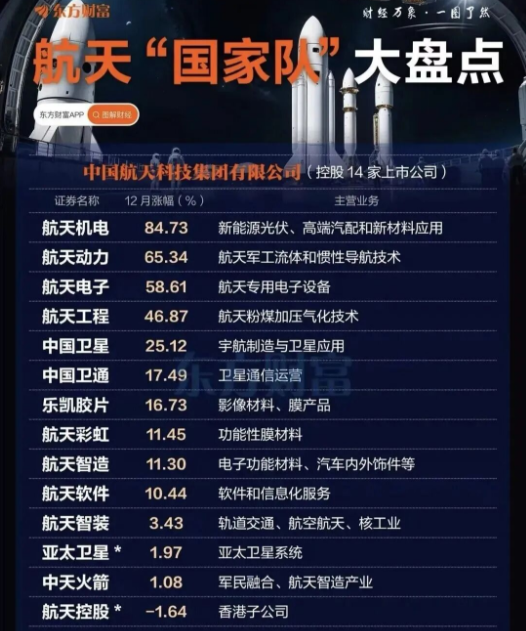 东方财富
财经万象·一图了然
航天“国家队”大盘点
东方财富APP 图解财经
中国航天科技集团有限公司（控股14家上市公司）
证券名称 12月涨幅（%） 主营业务
航天机电 84.73 新能源光伏、高端汽配和新材料应用
航天动力 65.34 航天军工流体和惯性导航技术
航天电子 58.61 航天专用电子设备
航天工程 46.87 航天粉煤加压气化技术
中国卫星 25.12 宇航制造与卫星应用
中国卫通 17.49 卫星通信运营
东方财富
乐凯胶片 16.73 影像材料、膜产品
航天彩虹 11.45 功能性膜材料
航天智造 11.30 电子功能材料、汽车内外饰件等
航天软件 10.44 软件和信息化服务
航天智装 3.43 轨道交通、航空航天、核工业
亚太卫星* 1.97 亚太卫星系统
中天火箭 1.08 军民融合、航天智造产业
航天控股* -1.64 香港子公司